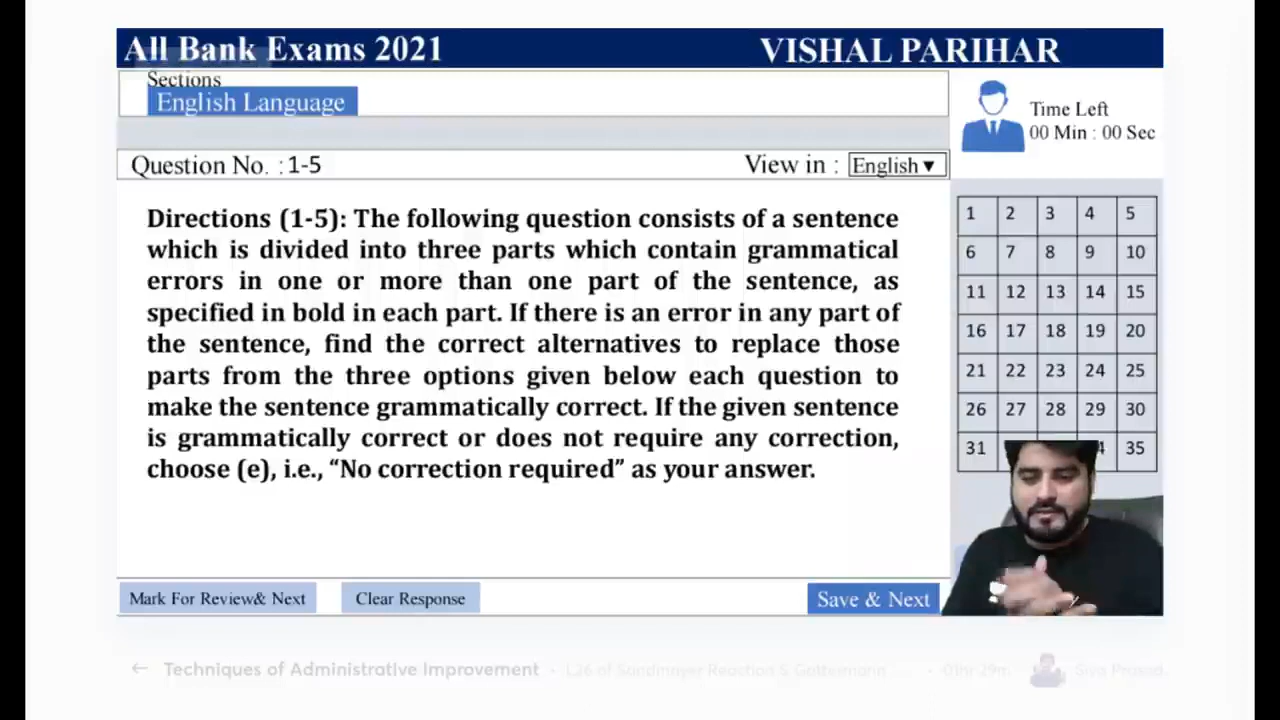 All Bank Exams 2021
VISHAL PARIHAR
Sections
English Language
Time Left
00 Min : 00 Sec
Question No. : 1-5
View in : English ▼
Directions (1-5): The following question consists of a sentence
which is divided into three parts which contain grammatical
errors in one or more than one part of the sentence, as
specified in bold in each part. If there is an error in any part of
the sentence, find the correct alternatives to replace those
parts from the three options given below each question to
make the sentence grammatically correct. If the given sentence
is grammatically correct or does not require any correction,
choose (e), i.e., “No correction required” as your answer.
1 2 3 4 5
6 7 8 9 10
11 12 13 14 15
16 17 18 19 20
21 22 23 24 25
26 27 28 29 30
31 4 35
Mark For Review& Next
Clear Response
Save & Next
← Techniques of Administrative Improvement
L26 of Sandmeyer Reaction & Gattermann
01hr 29m